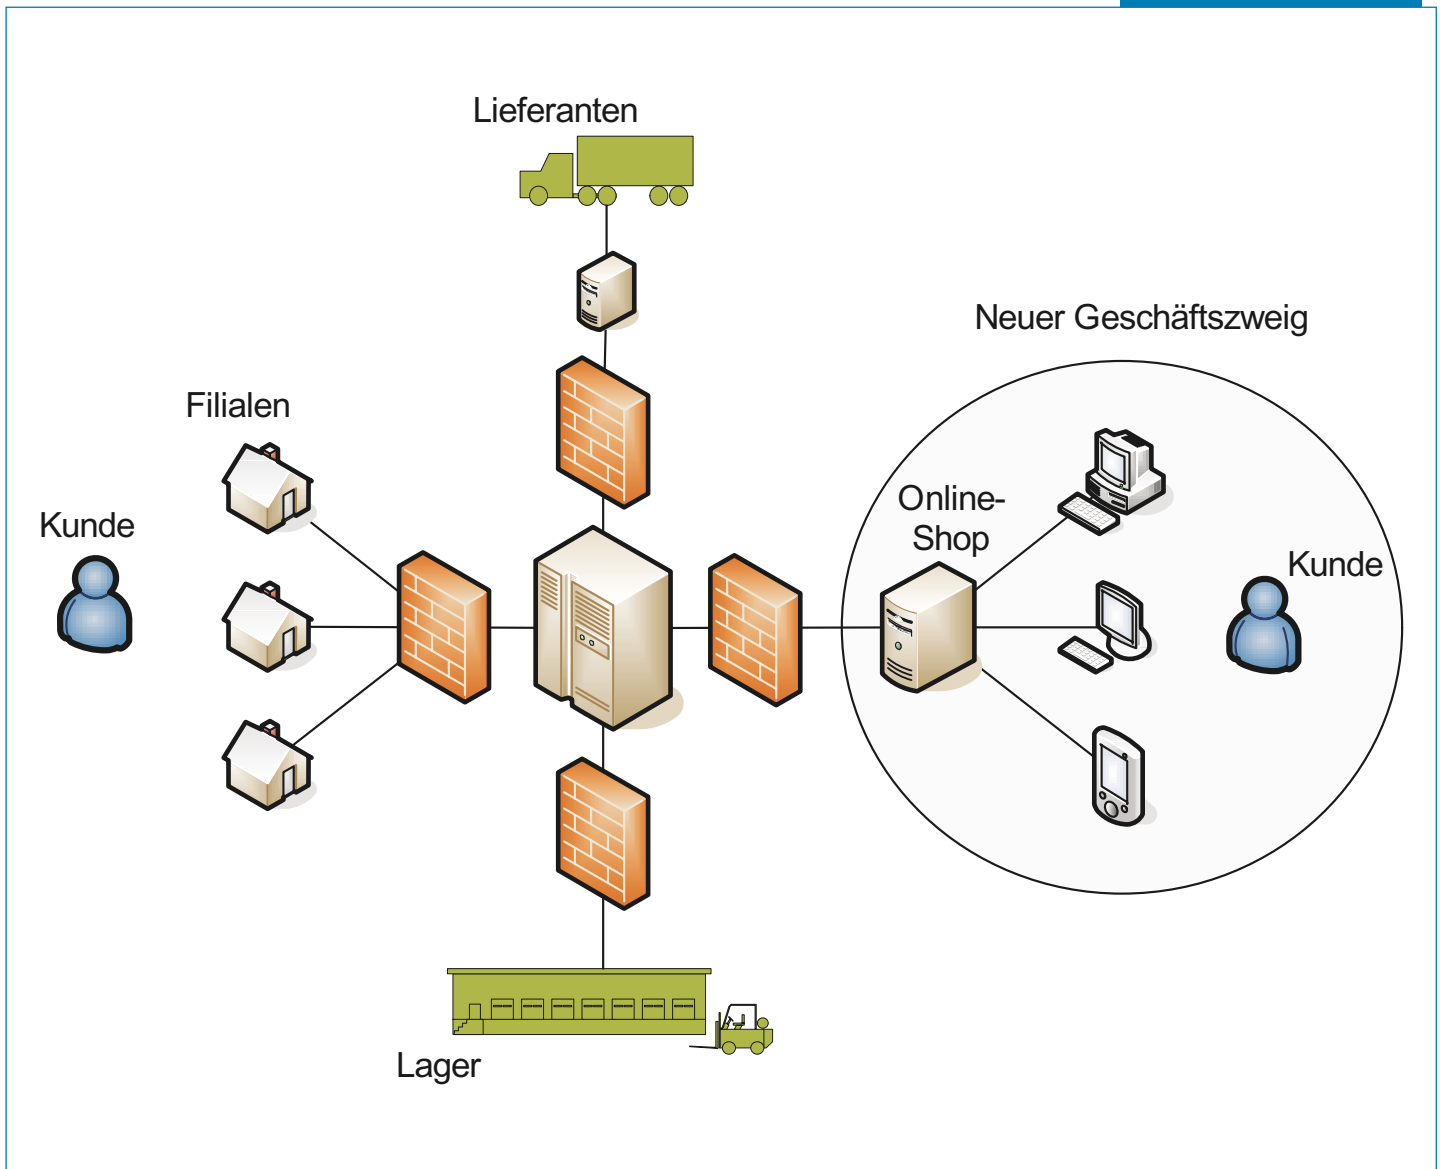 Lieferanten
Neuer Geschäftszweig
Filialen
Kunde
Online-
Shop
Kunde
Lager